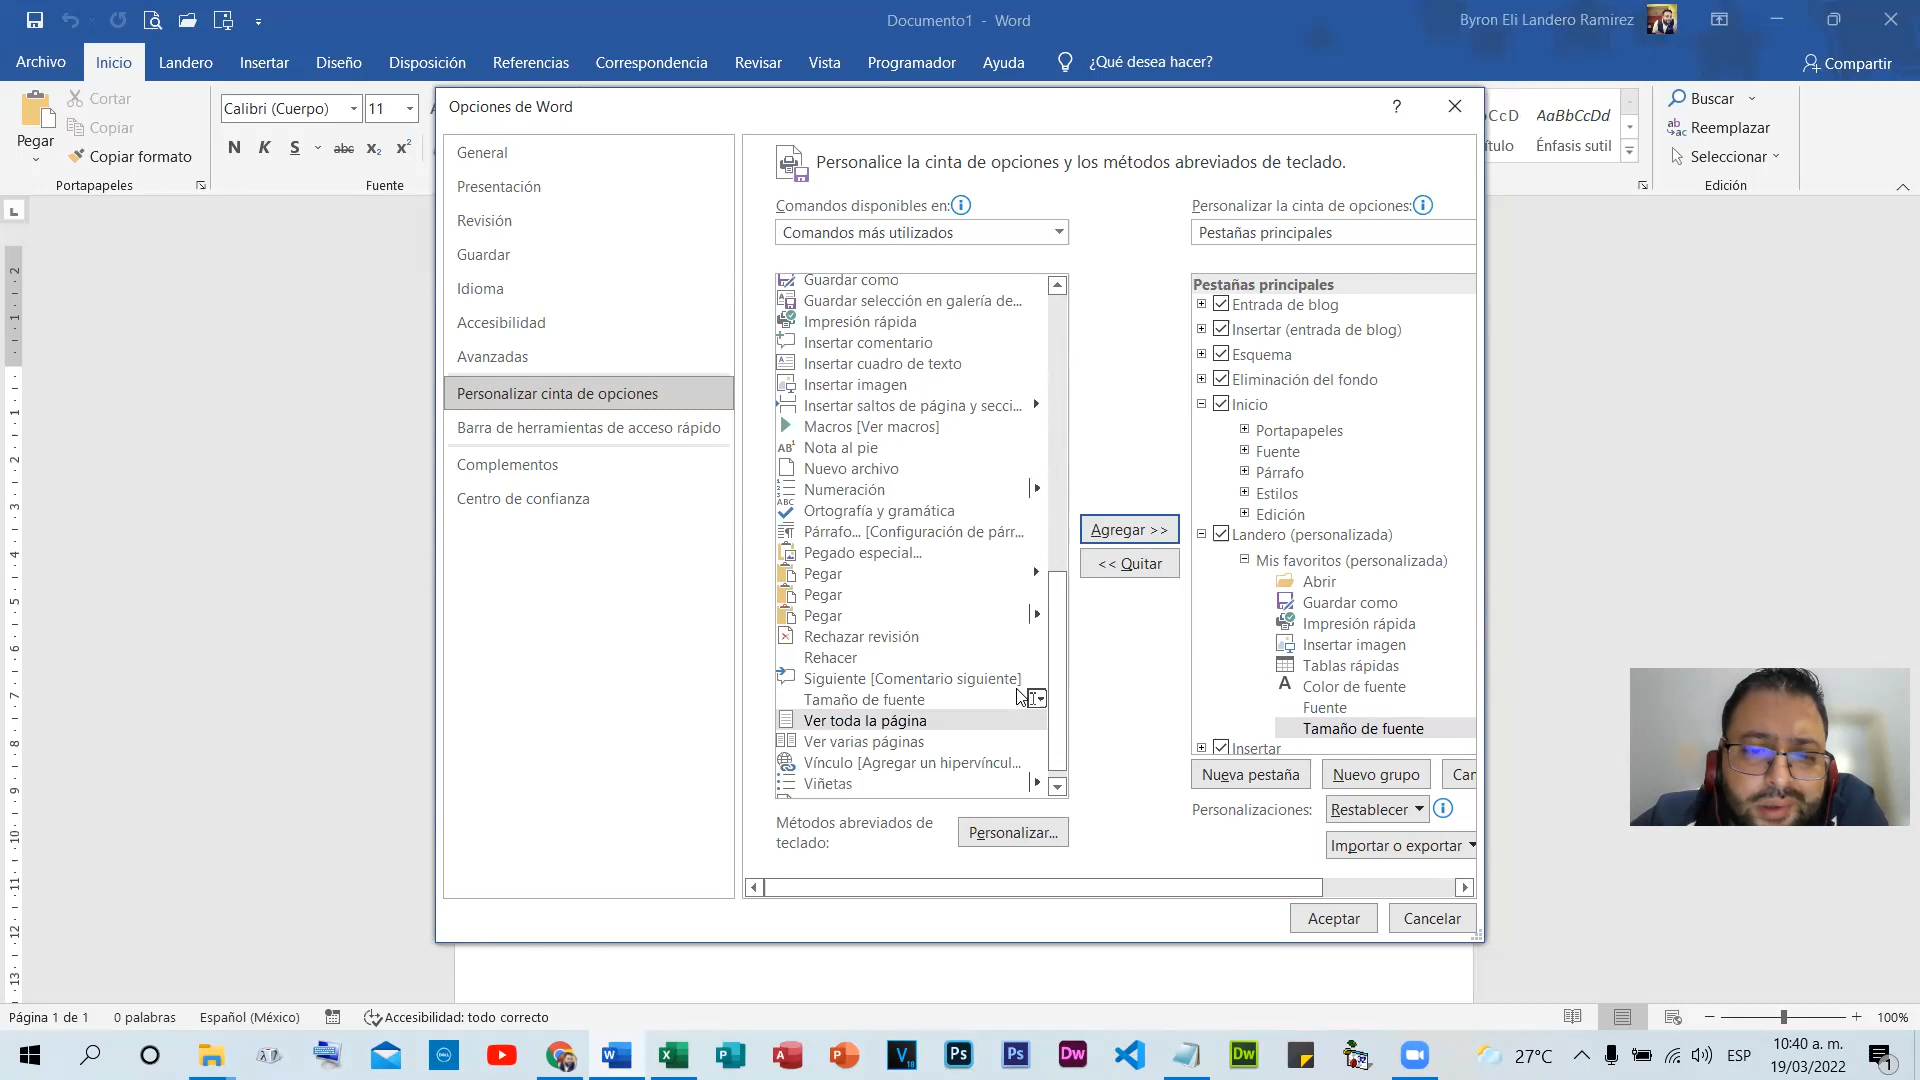 Documento1 - Word
Byron Eli Landero Ramirez
Archivo Inicio Landero Insertar Diseño Disposición Referencias Correspondencia Revisar Vista Programador Ayuda ¿Qué desea hacer? Compartir
Pegar
Cortar
Copiar
Copiar formato
Portapapeles
Calibri (Cuerpo) 11
N K S abc x₂ x²
Fuente
AaBbCcDd
Énfasis sutil
Buscar
Reemplazar
Seleccionar
Edición
Opciones de Word
?
General
Presentación
Revisión
Guardar
Idioma
Accesibilidad
Avanzadas
Personalizar cinta de opciones
Barra de herramientas de acceso rápido
Complementos
Centro de confianza
Personalice la cinta de opciones y los métodos abreviados de teclado.
Comandos disponibles en:
Comandos más utilizados
Guardar como
Guardar selección en galería de...
Impresión rápida
Insertar comentario
Insertar cuadro de texto
Insertar imagen
Insertar saltos de página y secci...
Macros [Ver macros]
Nota al pie
Nuevo archivo
Numeración
Ortografía y gramática
Párrafo... [Configuración de párr...
Pegado especial...
Pegar
Pegar
Pegar
Rechazar revisión
Rehacer
Siguiente [Comentario siguiente]
Tamaño de fuente
Ver toda la página
Ver varias páginas
Vínculo [Agregar un hipervíncul...
Viñetas
Métodos abreviados de
teclado:
Personalizar...
Agregar >>
<< Quitar
Personalizar la cinta de opciones:
Pestañas principales
Pestañas principales
Entrada de blog
Insertar (entrada de blog)
Esquema
Eliminación del fondo
Inicio
Portapapeles
Fuente
Párrafo
Estilos
Edición
Landero (personalizada)
Mis favoritos (personalizada)
Abrir
Guardar como
Impresión rápida
Insertar imagen
Tablas rápidas
Color de fuente
Fuente
Tamaño de fuente
Insertar
Nueva pestaña Nuevo grupo
Personalizaciones: Restablecer
Importar o exportar
Aceptar Cancelar
Página 1 de 1 0 palabras Español (México) Accesibilidad: todo correcto 100%
27°C ESP
10:40 a. m.
19/03/2022